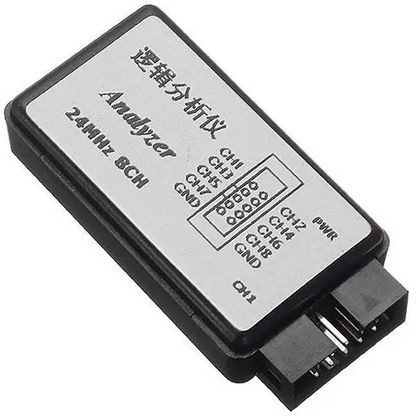 逻辑分析仪
Analyzer
24MHz 8CH
CH1
CH3
CH5
CH7
GND
CH2
CH4
CH6
CH8
GND
PWR
CH1